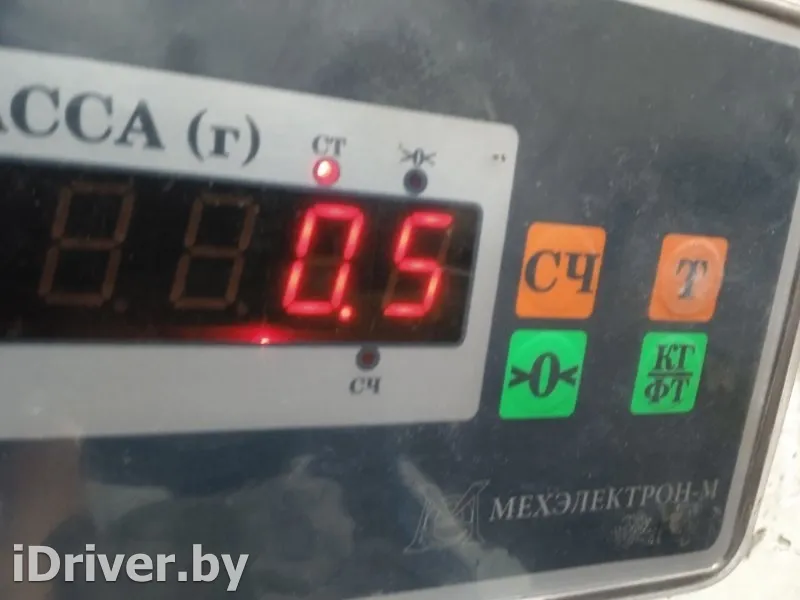 АССА (г)
СТ
>0<
0.5
СЧ
СЧ
Т
>0<
КГ
ФТ
МЕХЭЛЕКТРОН-М
iDriver.by